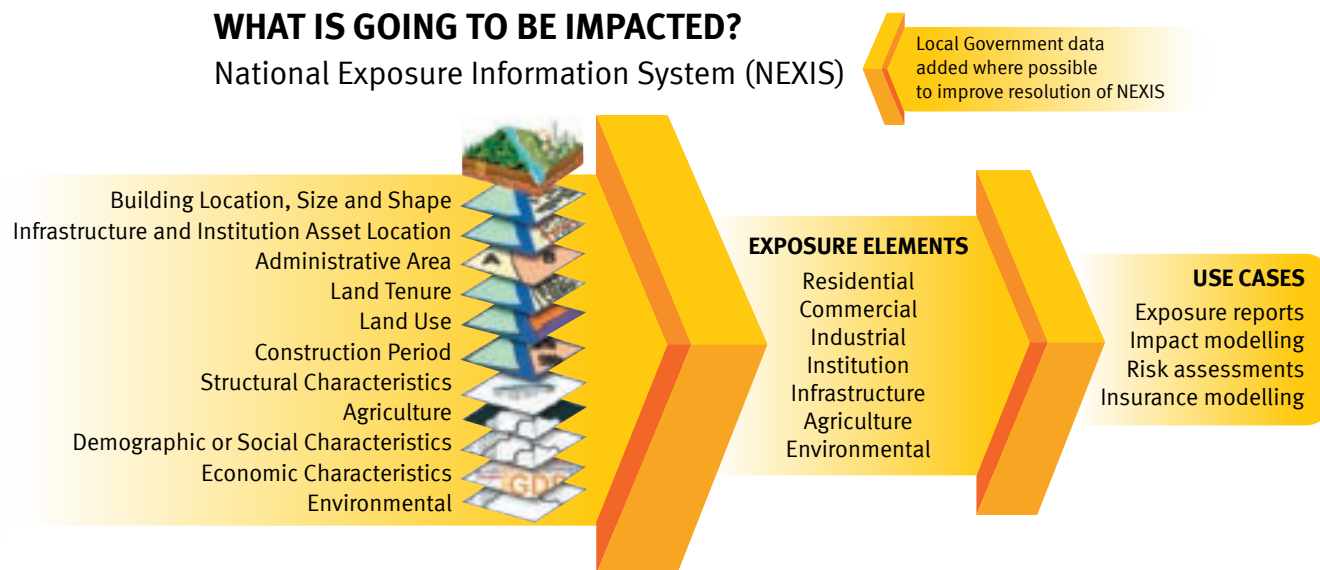 WHAT IS GOING TO BE IMPACTED?
National Exposure Information System (NEXIS)
Local Government data
added where possible
to improve resolution of NEXIS
Building Location, Size and Shape
Infrastructure and Institution Asset Location
Administrative Area
Land Tenure
Land Use
Construction Period
Structural Characteristics
Agriculture
Demographic or Social Characteristics
Economic Characteristics
Environmental
A B
GDP
EXPOSURE ELEMENTS
Residential
Commercial
Industrial
Institution
Infrastructure
Agriculture
Environmental
USE CASES
Exposure reports
Impact modelling
Risk assessments
Insurance modelling